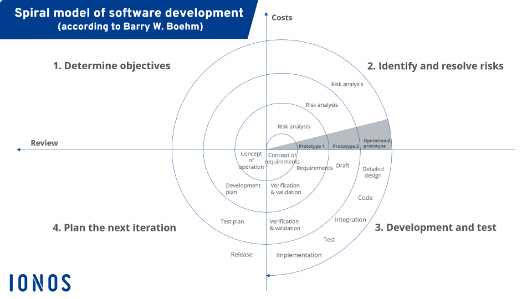 Spiral model of software development
(according to Barry W. Boehm)
Costs
1. Determine objectives
2. Identify and resolve risks
Risk analysis
Risk analysis
Risk analysis
Review
Prototype 1
Prototype 2
Operational
prototype
Concept
of
operation
Concept of
requirements
Requirements
Draft
Detailed
design
Development
plan
Verification
& validation
Code
Test plan
Verification
& validation
Integration
4. Plan the next iteration
3. Development and test
Test
Release
Implementation
IONOS